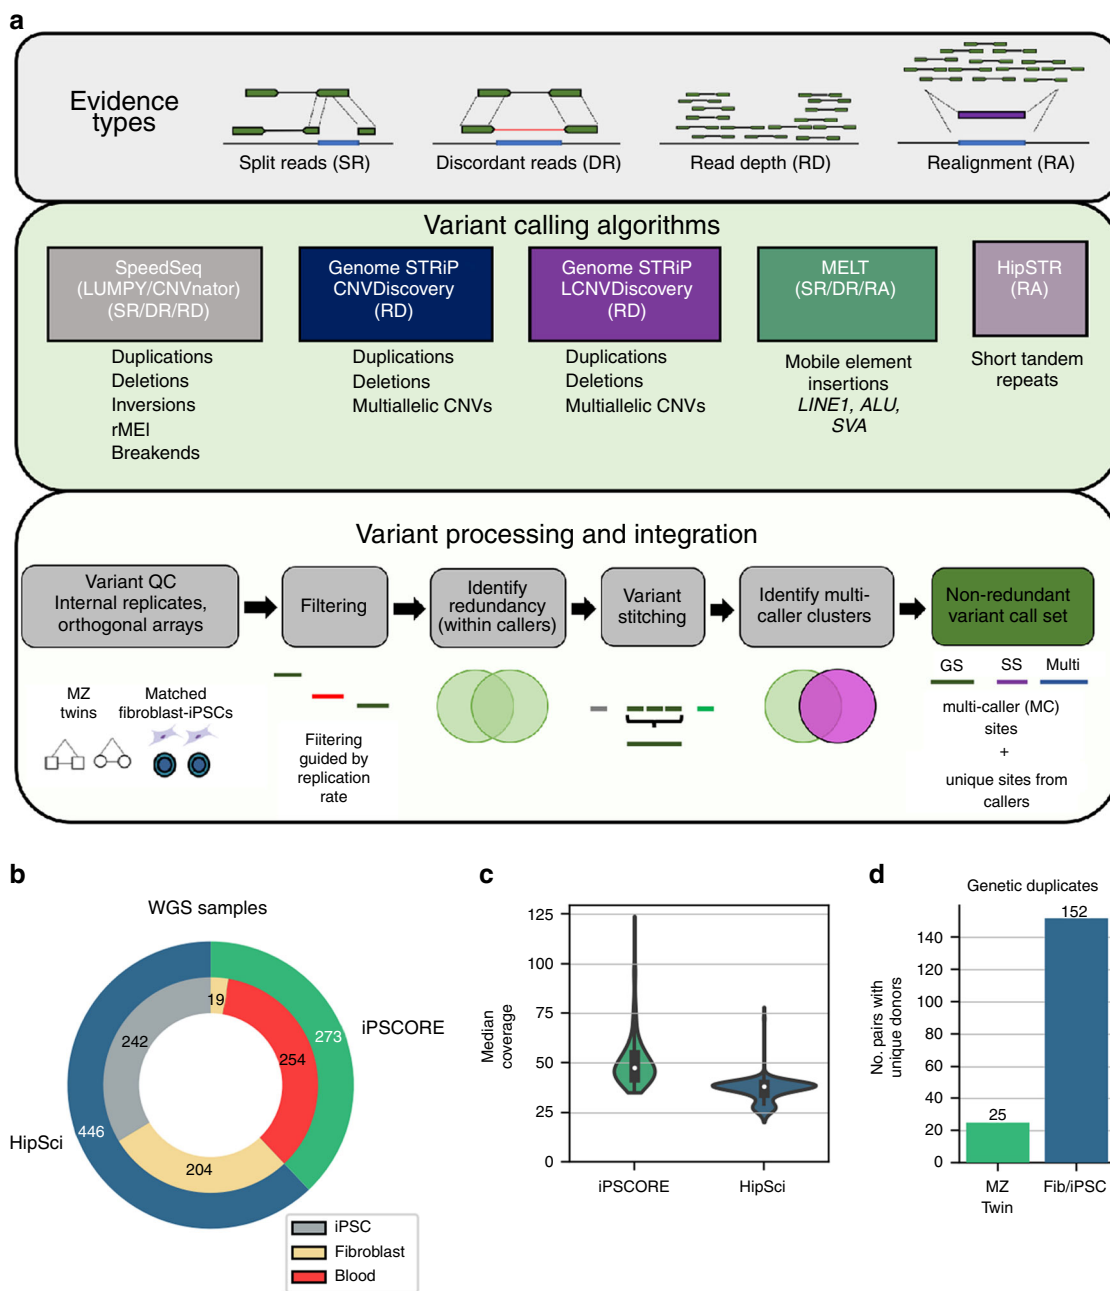 a
Evidence
types
Split reads (SR)
Discordant reads (DR)
Read depth (RD)
Realignment (RA)
Variant calling algorithms
SpeedSeq
(LUMPY/CNVnator)
(SR/DR/RD)
Duplications
Deletions
Inversions
rMEI
Breakends
Genome STRiP
CNVDiscovery
(RD)
Duplications
Deletions
Multiallelic CNVs
Genome STRiP
LCNVDiscovery
(RD)
Duplications
Deletions
Multiallelic CNVs
MELT
(SR/DR/RA)
Mobile element
insertions
LINE1, ALU,
SVA
HipSTR
(RA)
Short tandem
repeats
Variant processing and integration
Variant QC
Internal replicates,
orthogonal arrays
Filtering
Identify
redundancy
(within callers)
Variant
stitching
Identify multi-
caller clusters
Non-redundant
variant call set
MZ
twins
Matched
fibroblast-iPSCs
Fiitering
guided by
replication
rate
GS SS Multi
multi-caller (MC)
sites
+
unique sites from
callers
b
WGS samples
19
242
254
273
iPSCORE
HipSci
446
204
iPSC
Fibroblast
Blood
c
Median
coverage
125
100
75
50
25
0
iPSCORE
HipSci
d
Genetic duplicates
No. pairs with
unique donors
140
120
100
80
60
40
20
0
152
25
MZ
Twin
Fib/iPSC